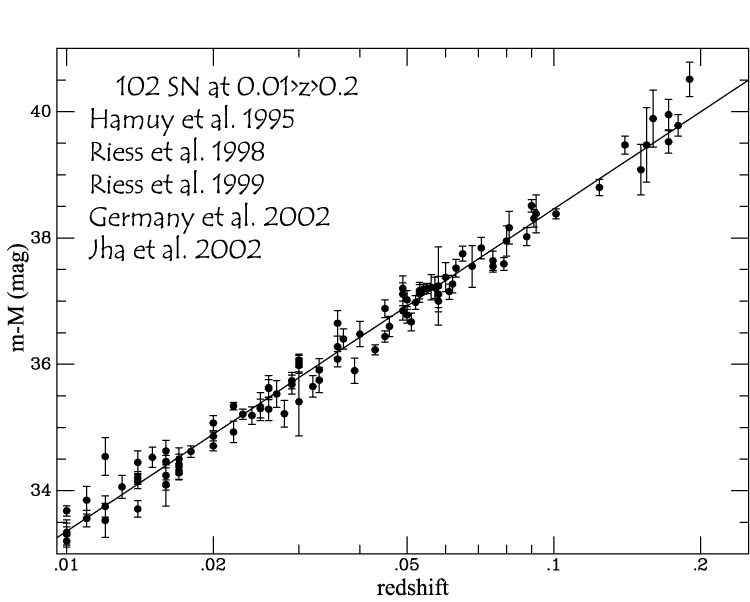 102 SN at 0.01>z>0.2
Hamuy et al. 1995
Riess et al. 1998
Riess et al. 1999
Germany et al. 2002
Jha et al. 2002
40
38
36
34
m-M (mag)
.01 .02 .05 .1 .2
redshift